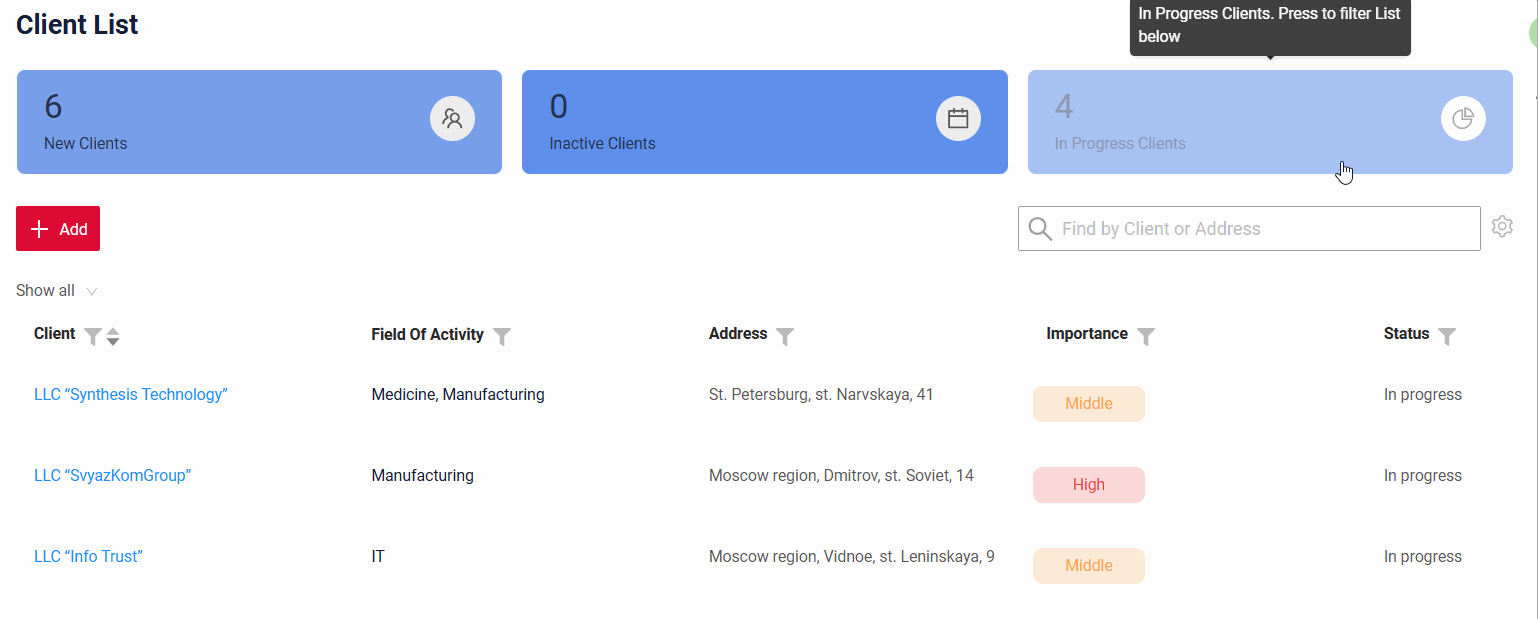 Client List
In Progress Clients. Press to filter List
below
6
New Clients
0
Inactive Clients
4
In Progress Clients
Add
Find by Client or Address
Show all
Client Field Of Activity Address Importance Status
LLC “Synthesis Technology” Medicine, Manufacturing St. Petersburg, st. Narvskaya, 41 Middle In progress
LLC “SvyazKomGroup” Manufacturing Moscow region, Dmitrov, st. Soviet, 14 High In progress
LLC “Info Trust” IT Moscow region, Vidnoe, st. Leninskaya, 9 Middle In progress